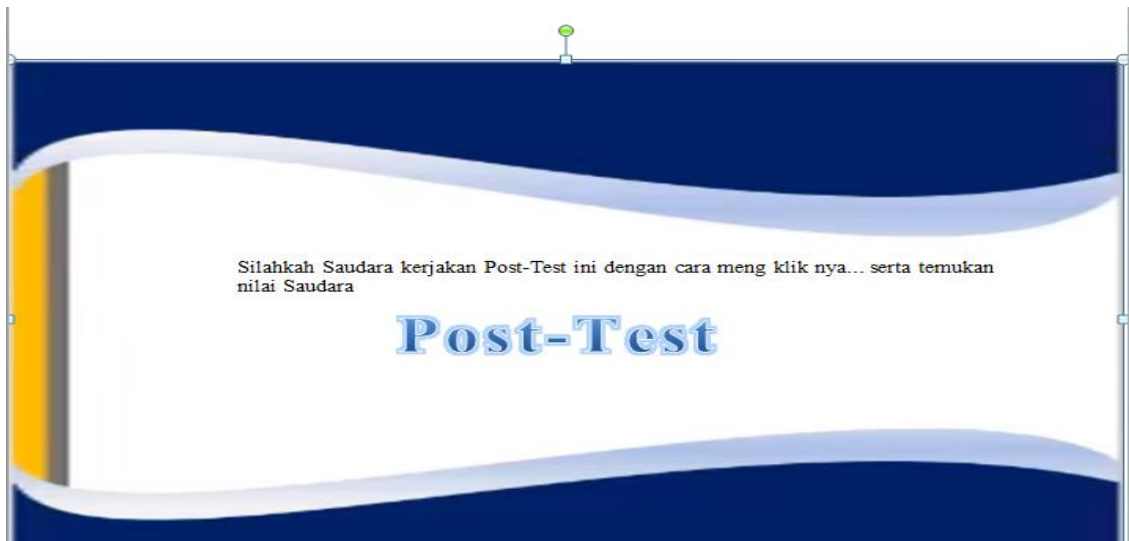 Silahkah Saudara kerjakan Post-Test ini dengan cara meng klik nya... serta temukan
nilai Saudara
Post-Test